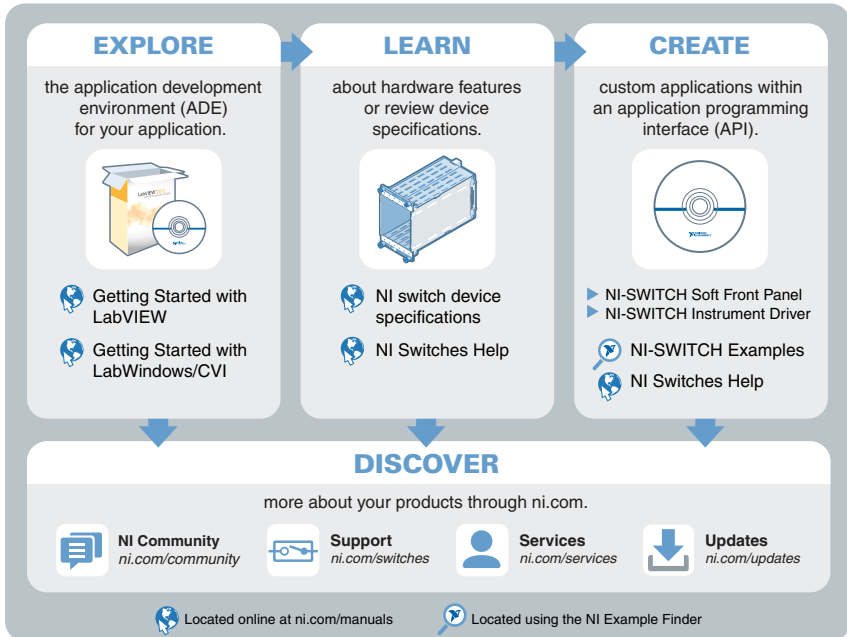 EXPLORE
the application development
environment (ADE)
for your application.
LabVIEW
Getting Started with
LabVIEW
Getting Started with
LabWindows/CVI
LEARN
about hardware features
or review device
specifications.
NI switch device
specifications
NI Switches Help
CREATE
custom applications within
an application programming
interface (API).
NI-SWITCH Soft Front Panel
NI-SWITCH Instrument Driver
NI-SWITCH Examples
NI Switches Help
DISCOVER
more about your products through ni.com.
NI Community
ni.com/community
Support
ni.com/switches
Services
ni.com/services
Updates
ni.com/updates
Located online at ni.com/manuals
Located using the NI Example Finder